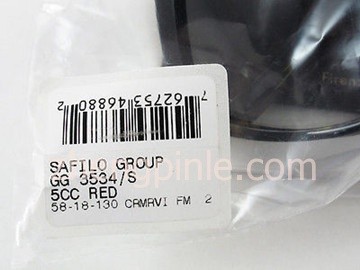 7 62753 46880 2
SAFILO GROUP
GG 3534/S
5CC RED
58-18-130 CRMRVI FM 2